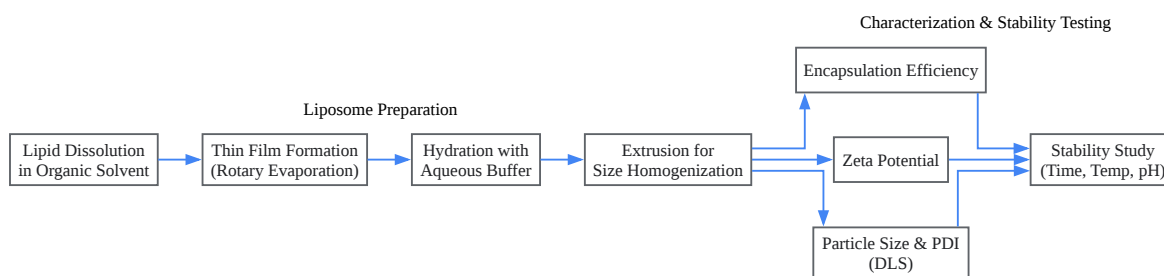 Characterization & Stability Testing
Encapsulation Efficiency
Liposome Preparation
Lipid Dissolution
in Organic Solvent
Thin Film Formation
(Rotary Evaporation)
Hydration with
Aqueous Buffer
Extrusion for
Size Homogenization
Zeta Potential
Stability Study
(Time, Temp, pH)
Particle Size & PDI
(DLS)